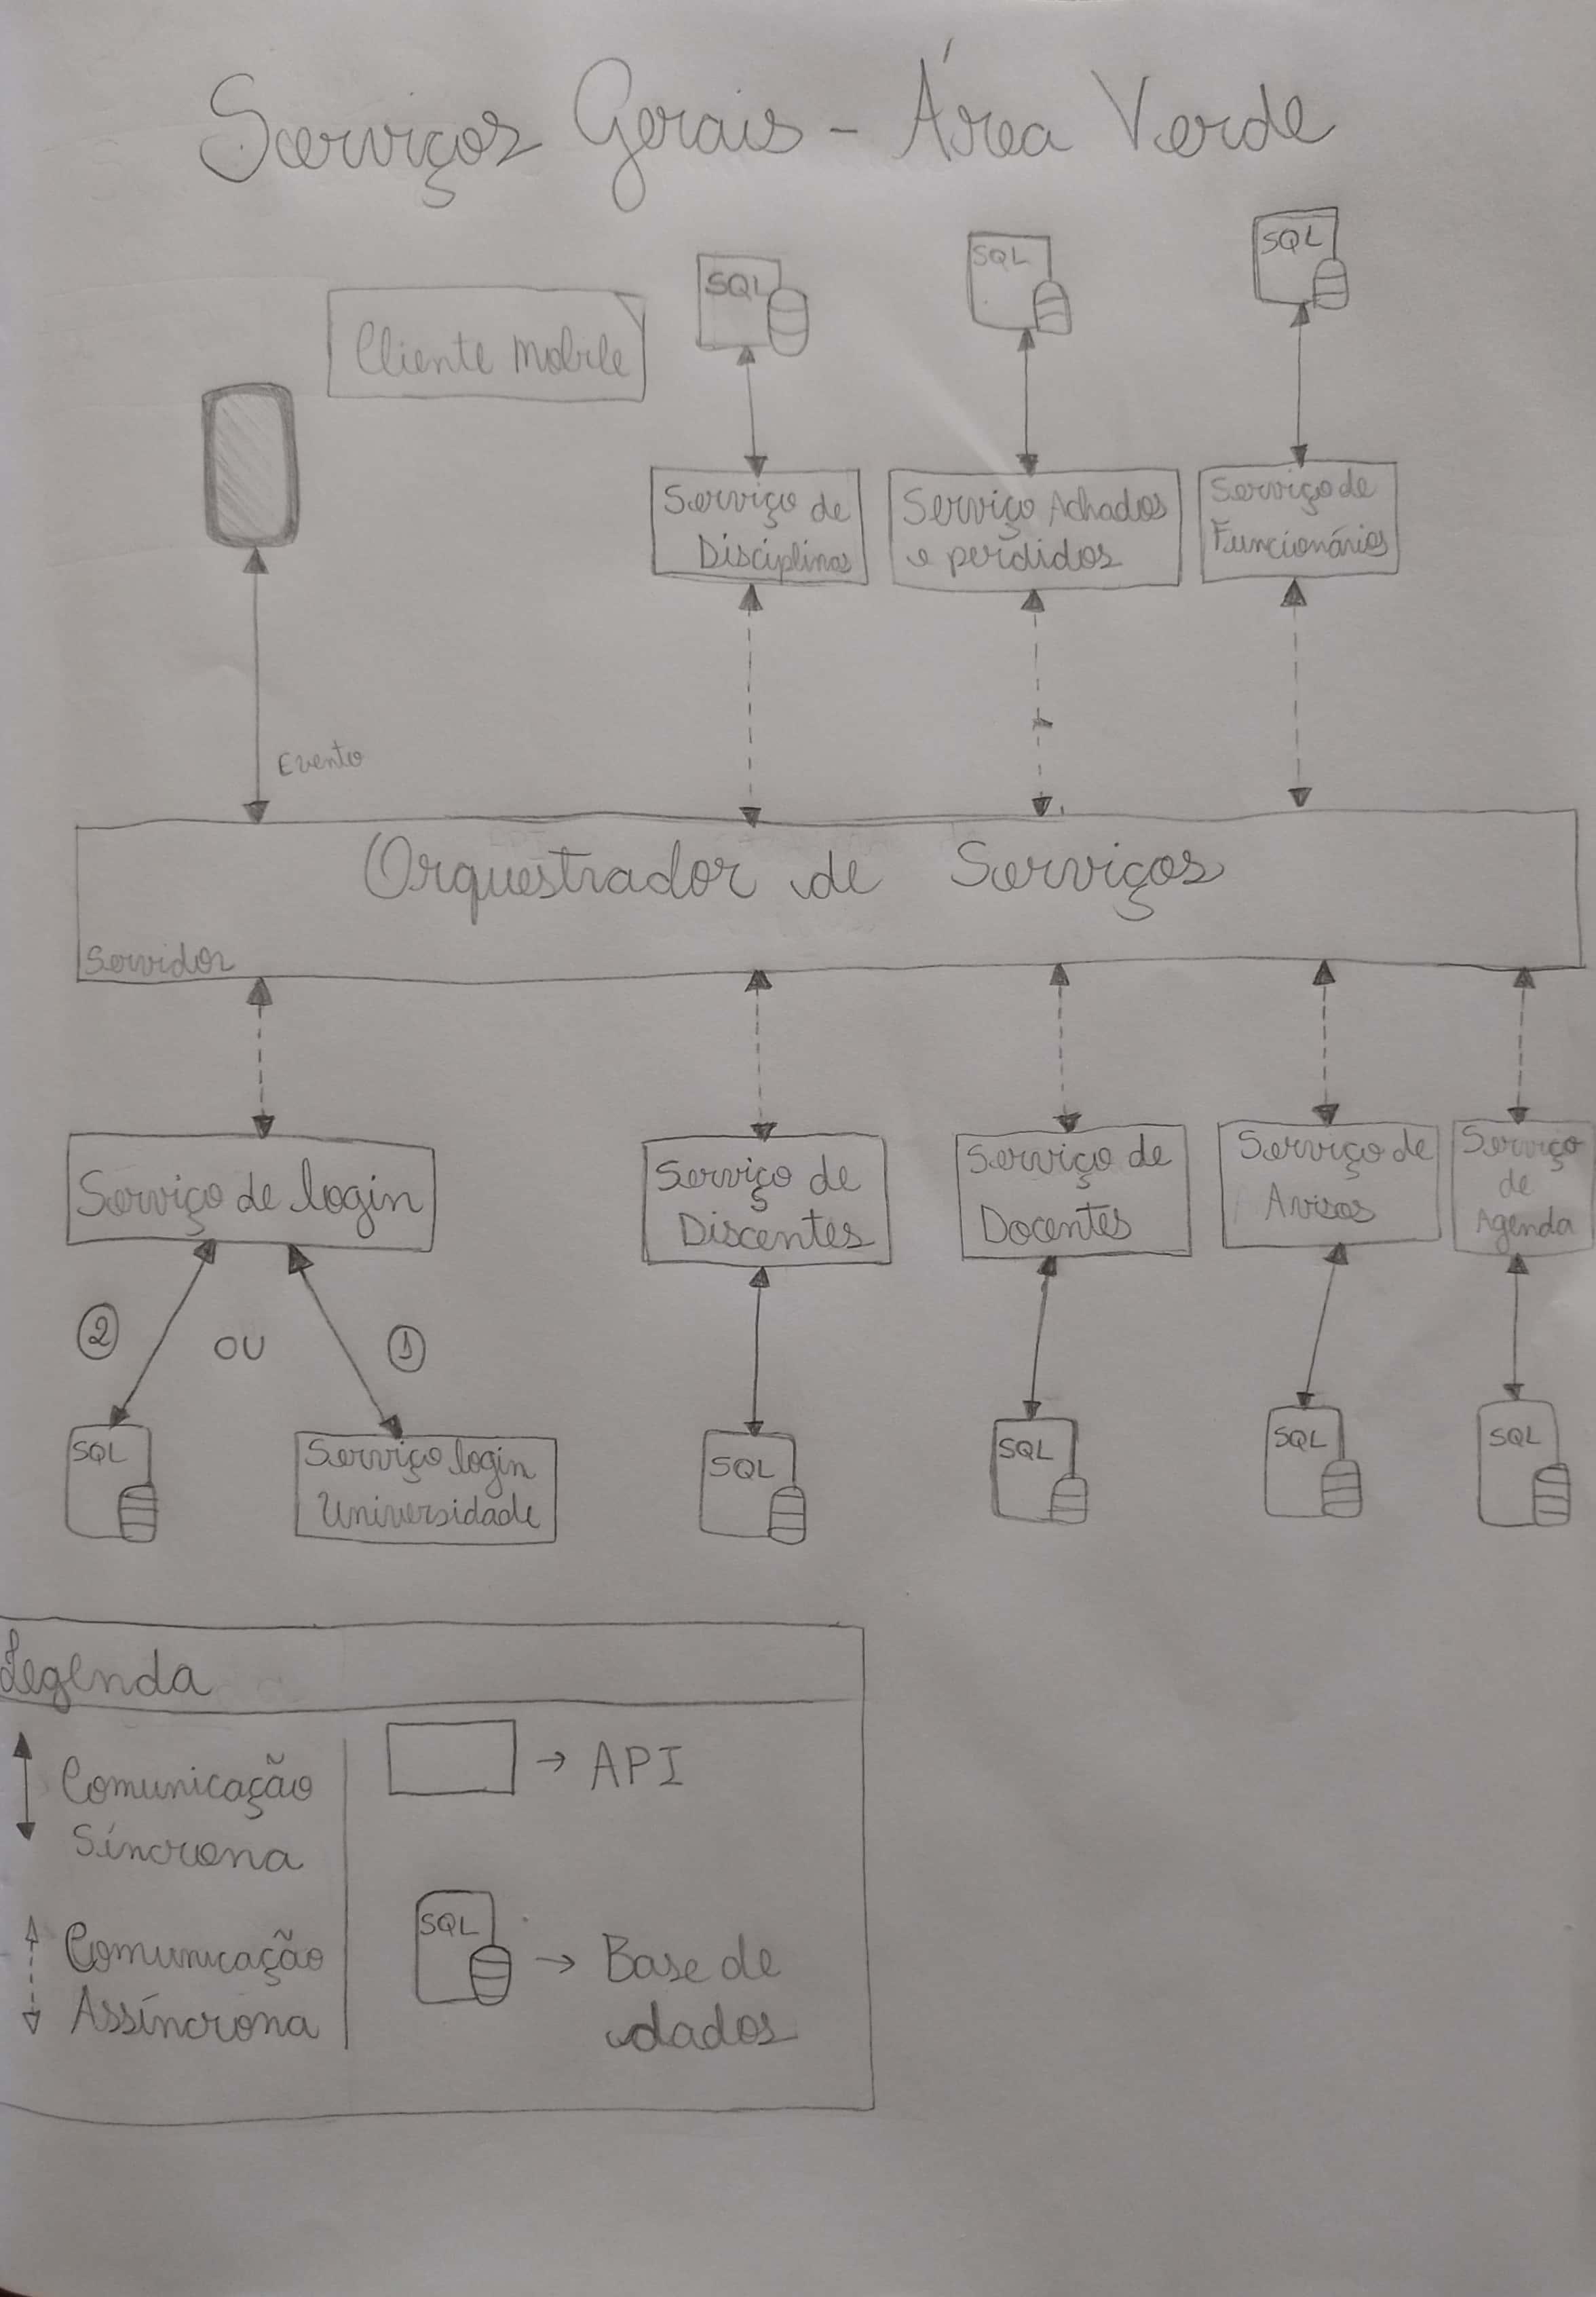 Serviços Gerais - Área Verde
SQL
SQL
SQL
Cliente Mobile
Serviço de
Disciplinas
Serviço Achados
e perdidos
Serviço de
Funcionários
Evento
Orquestrador de Serviços
Servidor
Serviço de login
Serviço de
Discentes
Serviço de
Docentes
Serviço de
Avisos
Serviço
de
Agenda
2
OU
1
SQL
Serviço login
Universidade
SQL
SQL
SQL
SQL
Legenda
Comunicação
Síncrona
→ API
Comunicação
Assíncrona
SQL
→ Base de
dados